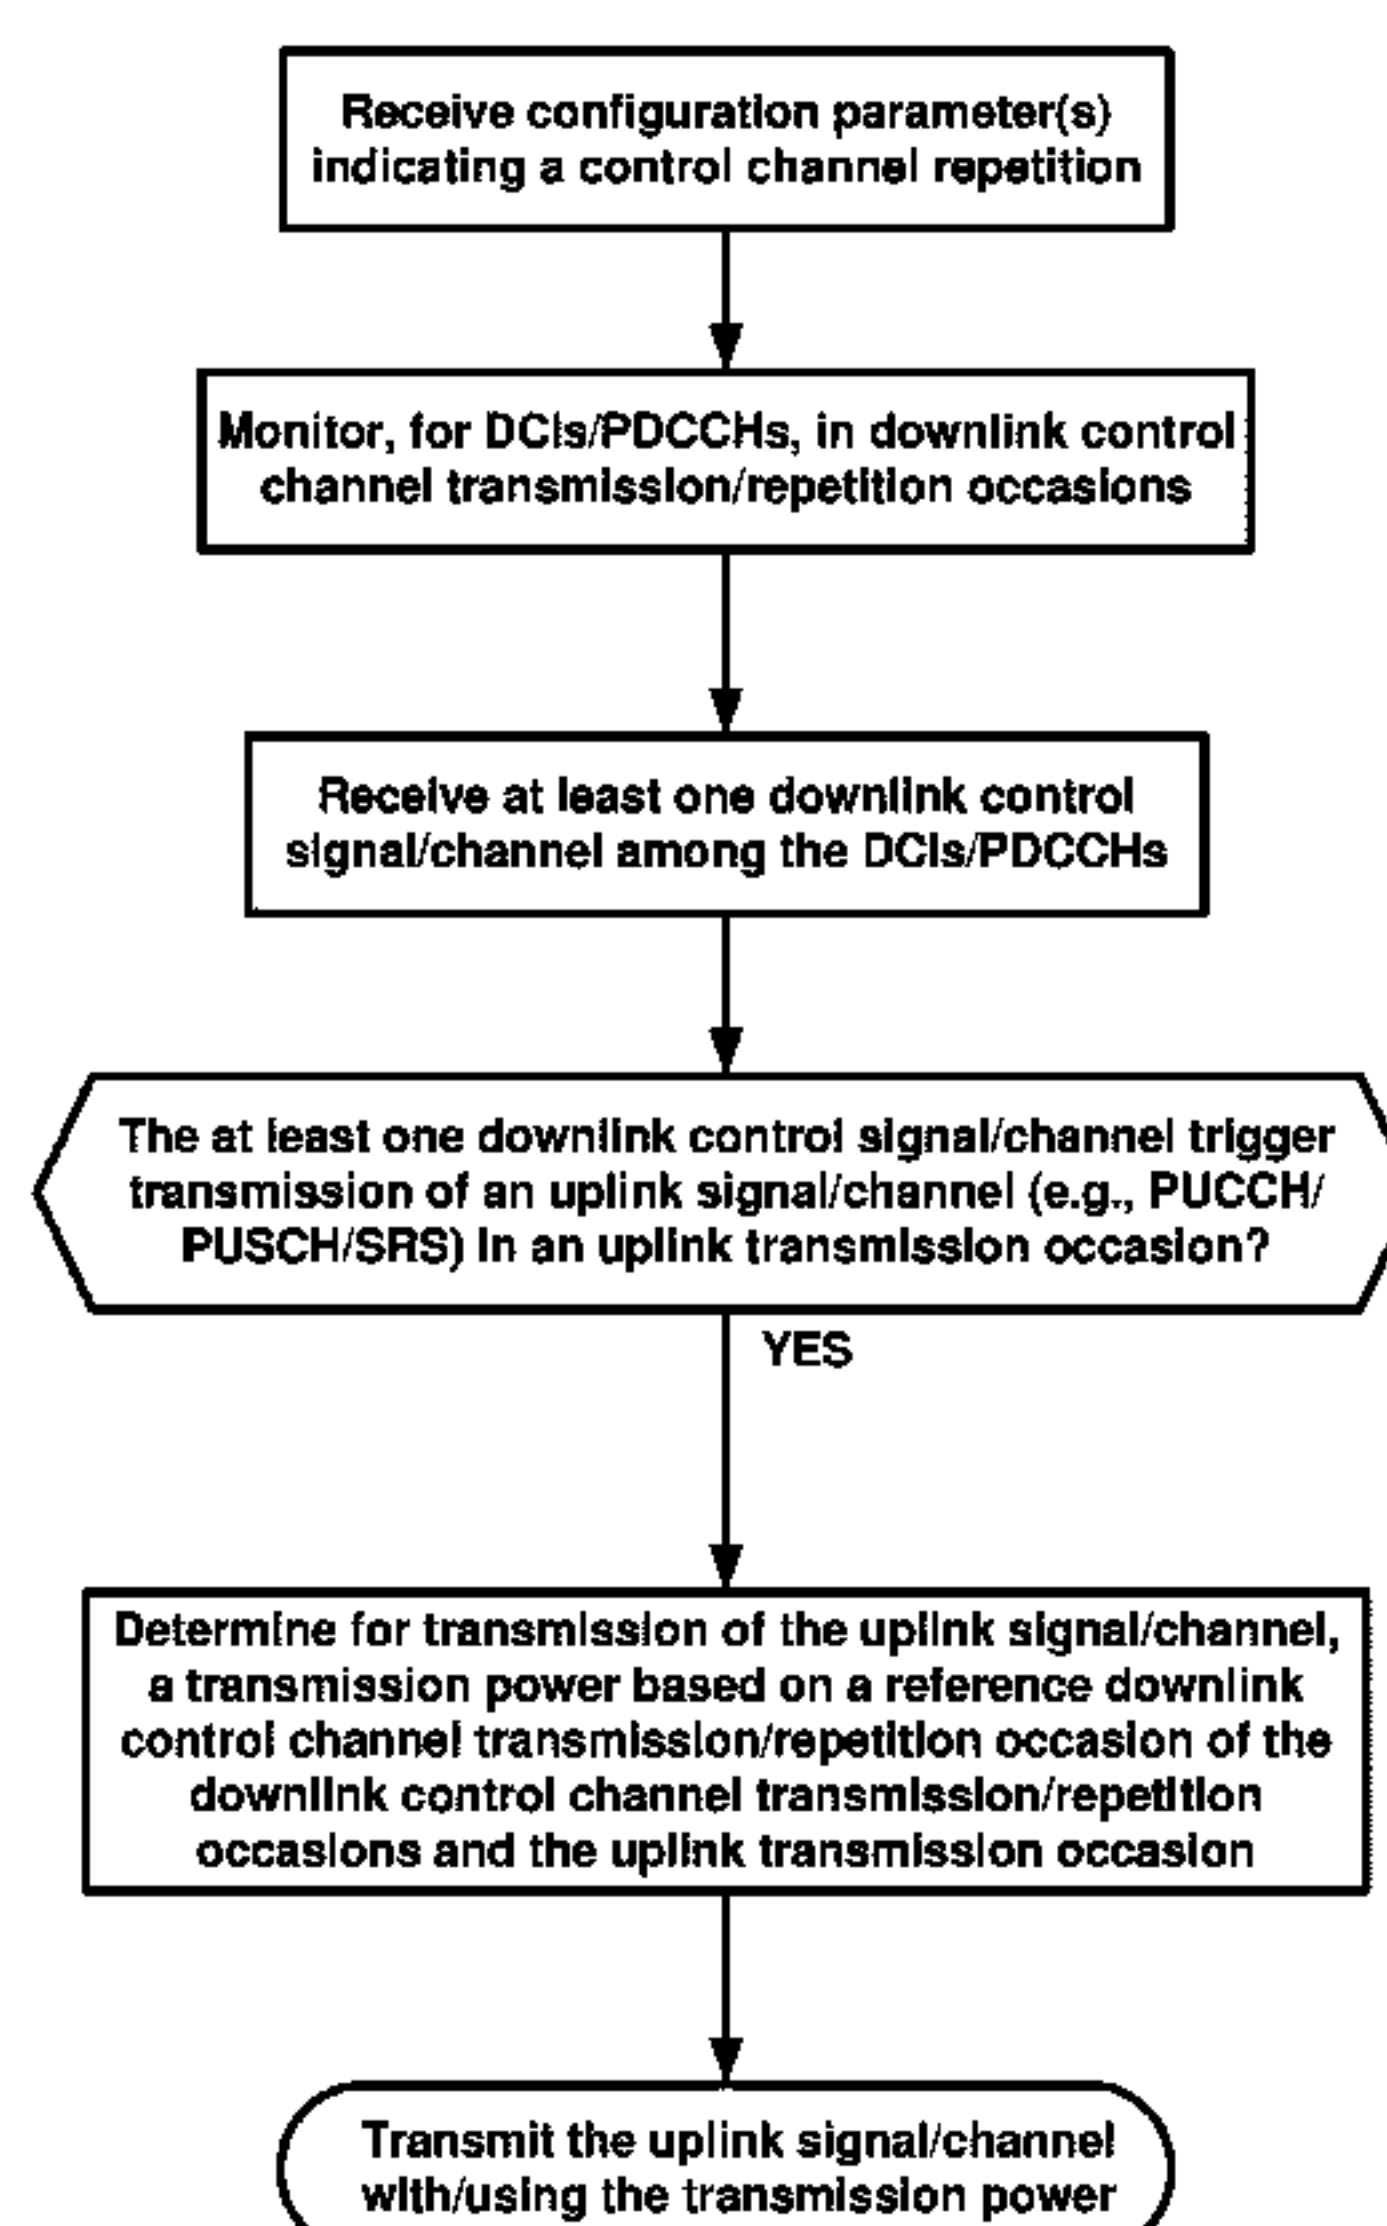 Receive configuration parameter(s)
indicating a control channel repetition
Monitor, for DCIs/PDCCHs, in downlink control
channel transmission/repetition occasions
Receive at least one downlink control
signal/channel among the DCIs/PDCCHs
The at least one downlink control signal/channel trigger
transmission of an uplink signal/channel (e.g., PUCCH/
PUSCH/SRS) in an uplink transmission occasion?
YES
Determine for transmission of the uplink signal/channel,
a transmission power based on a reference downlink
control channel transmission/repetition occasion of the
downlink control channel transmission/repetition
occasions and the uplink transmission occasion
Transmit the uplink signal/channel
with/using the transmission power